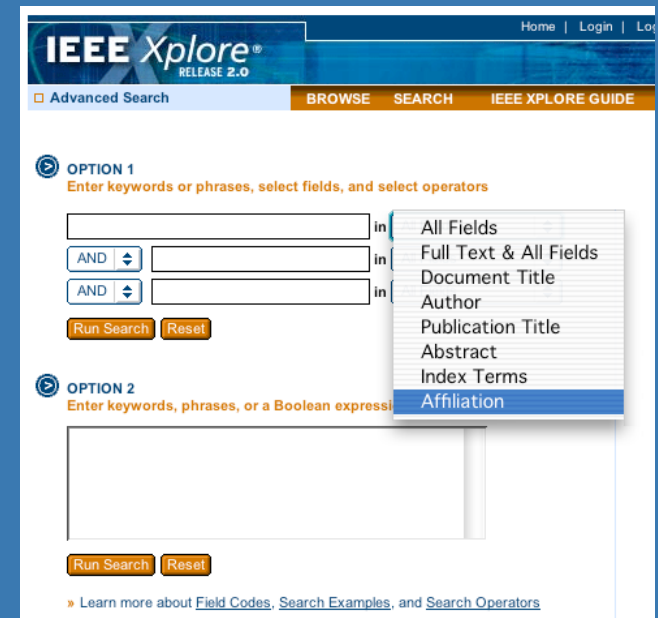 Home | Login |
IEEE Xplore®
RELEASE 2.0
Advanced Search BROWSE SEARCH IEEE XPLORE GUIDE
OPTION 1
Enter keywords or phrases, select fields, and select operators
in
AND in
AND in
All Fields
Full Text & All Fields
Document Title
Author
Publication Title
Abstract
Index Terms
Affiliation
Run Search Reset
OPTION 2
Enter keywords, phrases, or a Boolean
Run Search Reset
» Learn more about Field Codes, Search Examples, and Search Operators